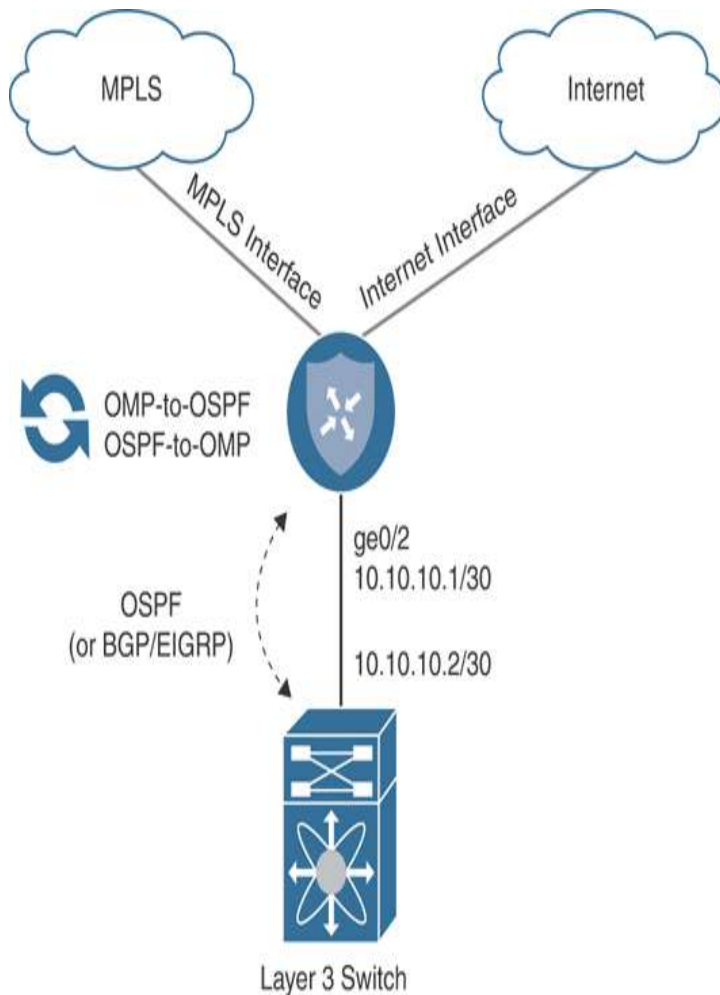 MPLS
Internet
MPLS Interface
Internet Interface
OMP-to-OSPF
OSPF-to-OMP
ge0/2
10.10.10.1/30
OSPF
(or BGP/EIGRP)
10.10.10.2/30
Layer 3 Switch